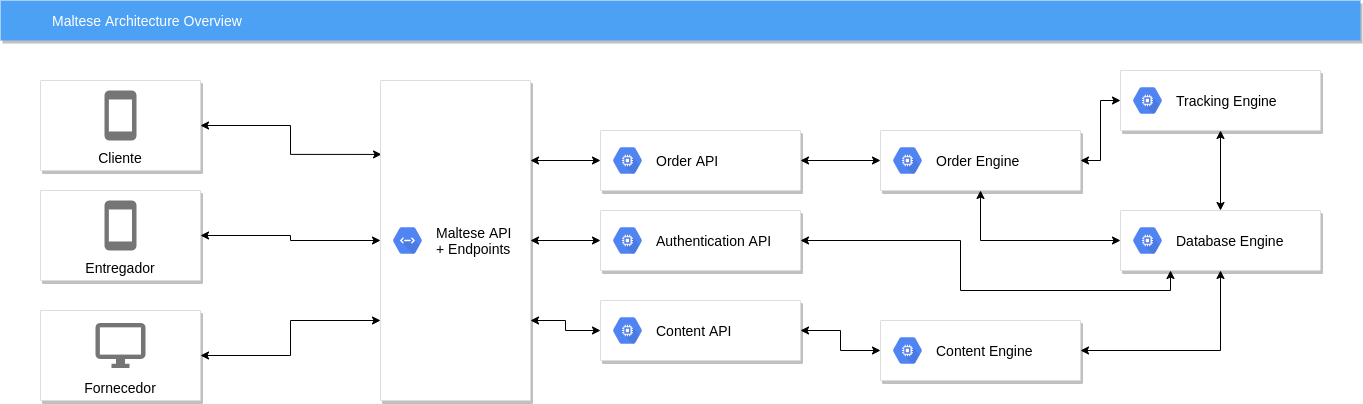 Maltese Architecture Overview
Cliente
Entregador
Fornecedor
Maltese API
+ Endpoints
Order API
Authentication API
Content API
Order Engine
Content Engine
Tracking Engine
Database Engine